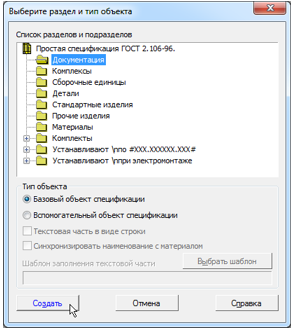 Выберите раздел и тип объекта
Список разделов и подразделов
Простая спецификация ГОСТ 2.106-96.
Документация
Комплексы
Сборочные единицы
Детали
Стандартные изделия
Прочие изделия
Материалы
Комплекты
Устанавливают \nпо #XXX.XXXXXX.XXX#
Устанавливают \nпри электромонтаже
Тип объекта
Базовый объект спецификации
Вспомогательный объект спецификации
Текстовая часть в виде строки
Синхронизировать наименование с материалом
Шаблон заполнения текстовой части
Выбрать шаблон
Создать
Отмена
Справка